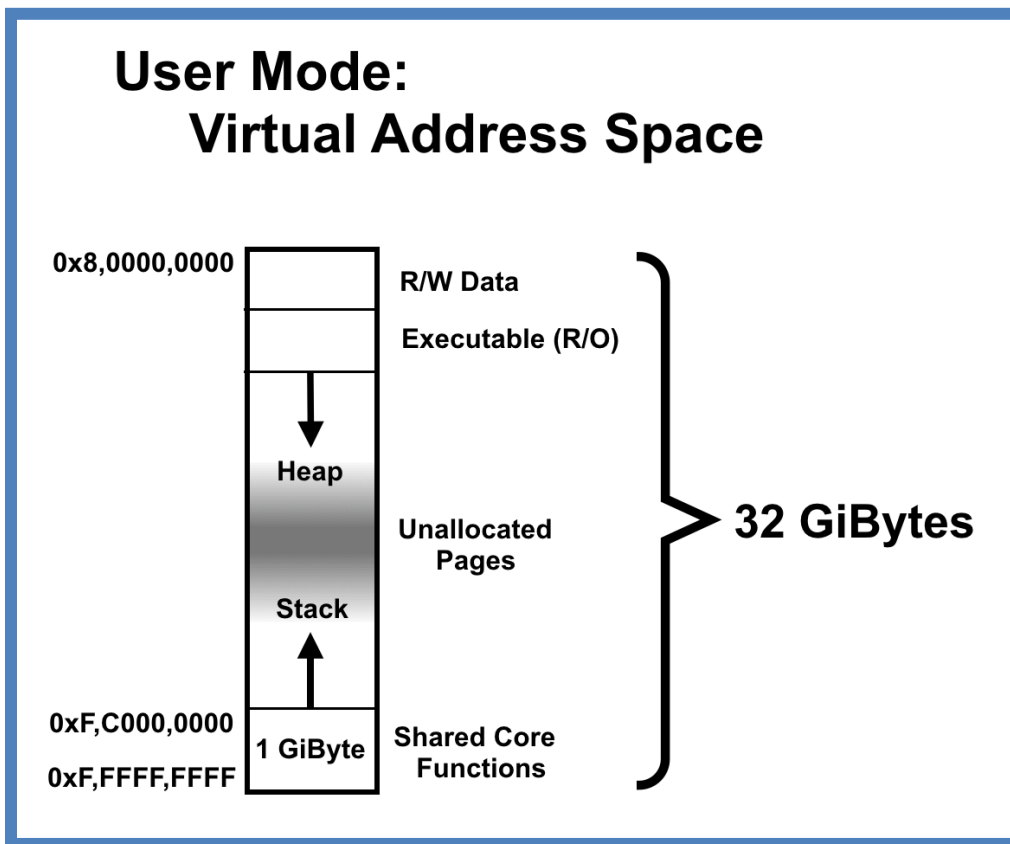 User Mode:
Virtual Address Space
0x8,0000,0000
R/W Data
Executable (R/O)
Heap
Unallocated
Pages
32 GiBytes
Stack
0xF,C000,0000
1 GiByte
Shared Core
Functions
0xF,FFFF,FFFF